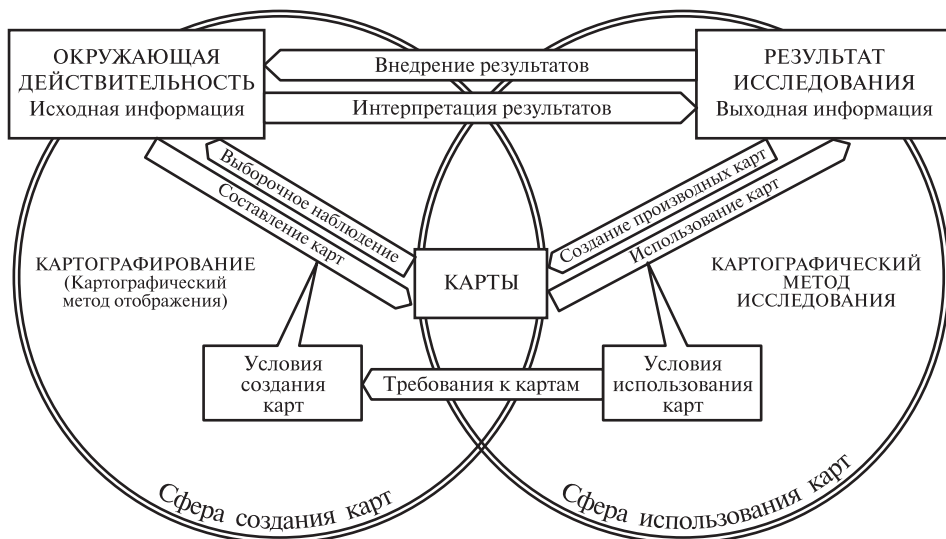 ОКРУЖАЮЩАЯ
ДЕЙСТВИТЕЛЬНОСТЬ
Исходная информация
Внедрение результатов
Интерпретация результатов
РЕЗУЛЬТАТ
ИССЛЕДОВАНИЯ
Выходная информация
Выборочное наблюдение
Составление карт
Создание производных карт
Использование карт
КАРТОГРАФИРОВАНИЕ
(Картографический
метод отображения)
КАРТЫ
КАРТОГРАФИЧЕСКИЙ
МЕТОД
ИССЛЕДОВАНИЯ
Условия
создания
карт
Требования к картам
Условия
использования
карт
Сфера создания карт
Сфера использования карт